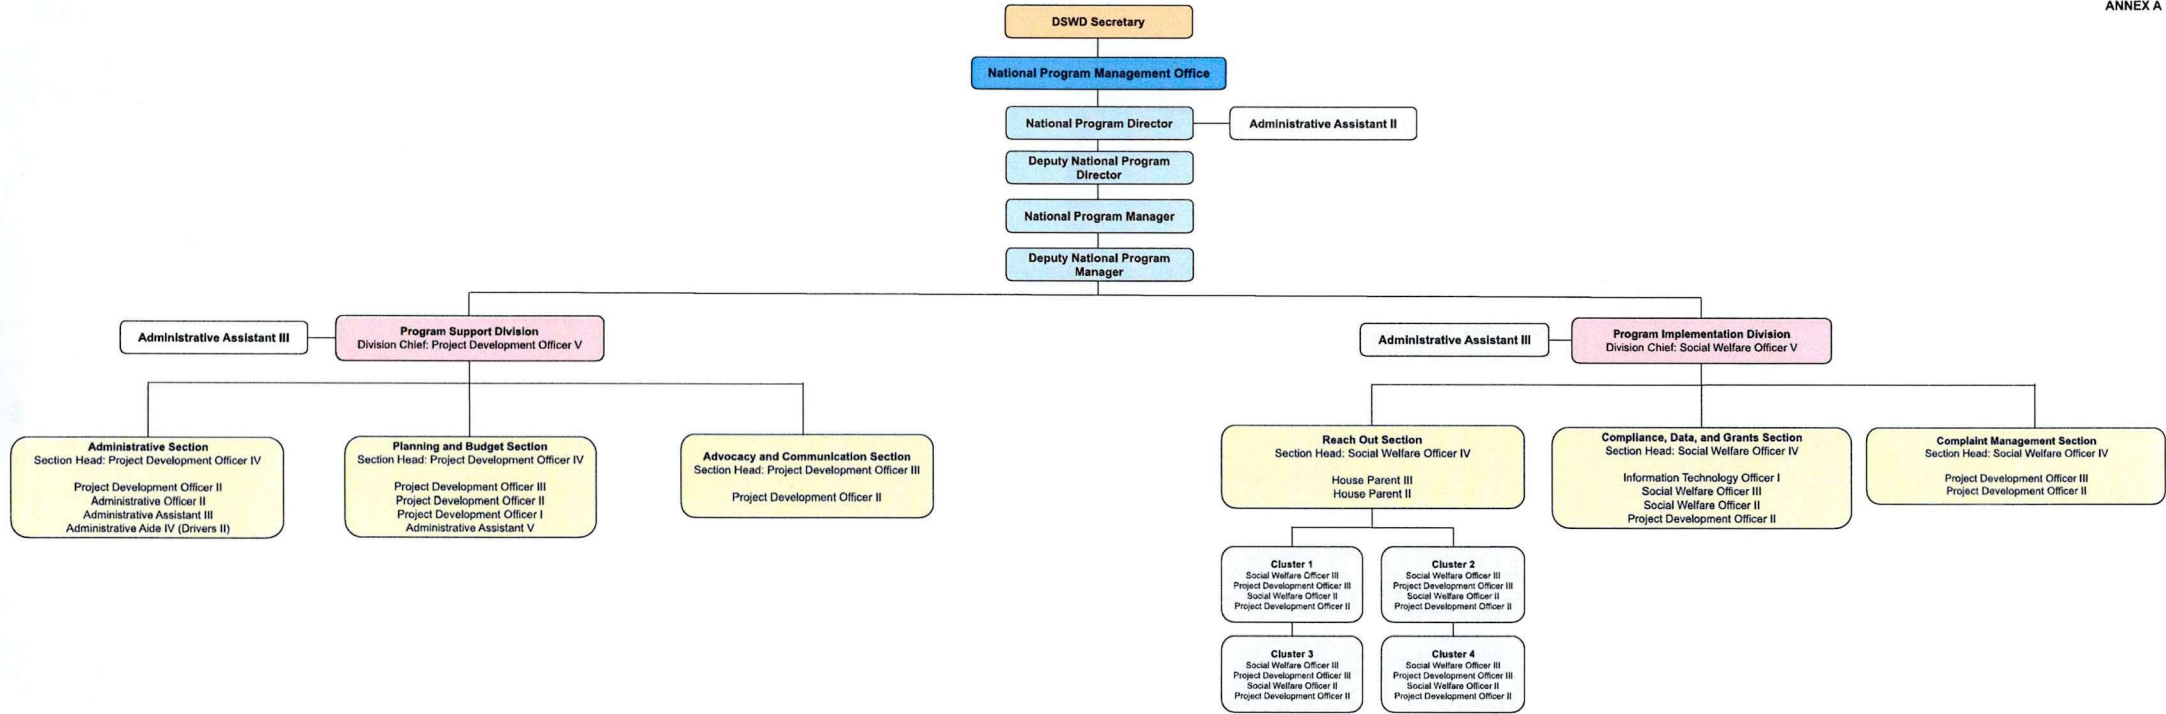 ANNEX A
DSWD Secretary
National Program Management Office
National Program Director
Administrative Assistant II
Deputy National Program
Director
National Program Manager
Deputy National Program
Manager
Administrative Assistant III
Program Support Division
Division Chief: Project Development Officer V
Administrative Assistant III
Program Implementation Division
Division Chief: Social Welfare Officer V
Administrative Section
Section Head: Project Development Officer IV
Project Development Officer II
Administrative Officer II
Administrative Assistant III
Administrative Aide IV (Drivers II)
Planning and Budget Section
Section Head: Project Development Officer IV
Project Development Officer III
Project Development Officer II
Project Development Officer I
Administrative Assistant V
Advocacy and Communication Section
Section Head: Project Development Officer III
Project Development Officer II
Reach Out Section
Section Head: Social Welfare Officer IV
House Parent III
House Parent II
Compliance, Data, and Grants Section
Section Head: Social Welfare Officer IV
Information Technology Officer I
Social Welfare Officer III
Social Welfare Officer II
Project Development Officer II
Complaint Management Section
Section Head: Social Welfare Officer IV
Project Development Officer III
Project Development Officer II
Cluster 1
Social Welfare Officer III
Project Development Officer III
Social Welfare Officer II
Project Development Officer II
Cluster 2
Social Welfare Officer III
Project Development Officer III
Social Welfare Officer II
Project Development Officer II
Cluster 3
Social Welfare Officer III
Project Development Officer III
Social Welfare Officer II
Project Development Officer II
Cluster 4
Social Welfare Officer III
Project Development Officer III
Social Welfare Officer II
Project Development Officer II